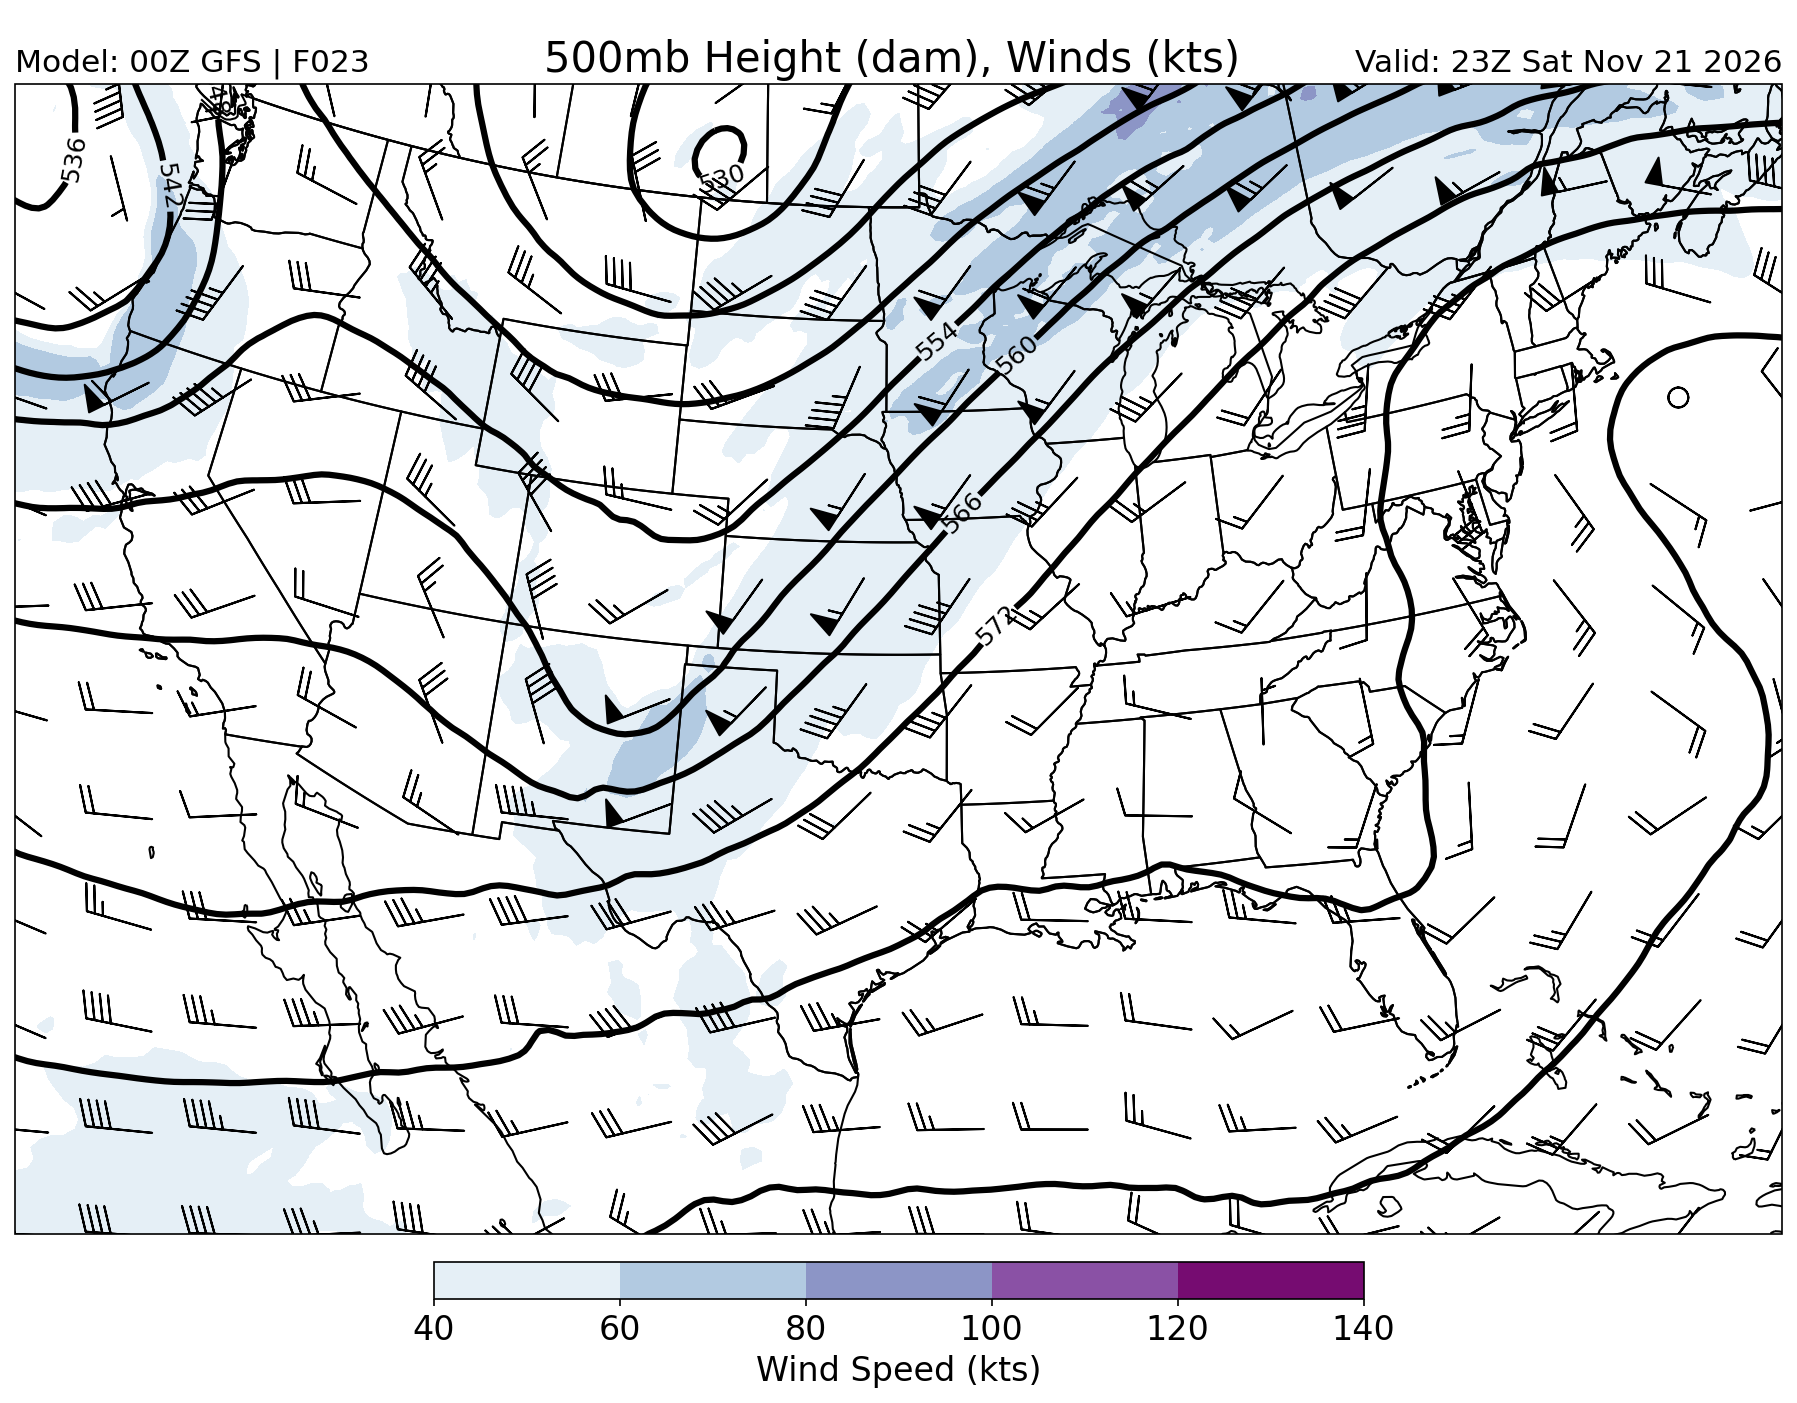 Model: 00Z GFS | F023
500mb Height (dam), Winds (kts)
Valid: 23Z Sat Nov 21 2026
536
542
530
554
560
566
572
40 60 80 100 120 140
Wind Speed (kts)